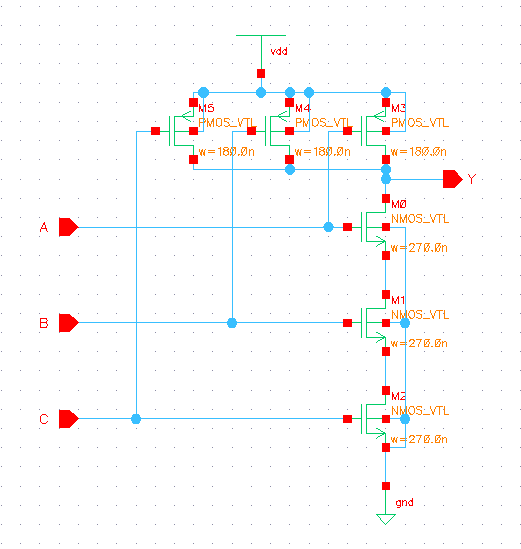 vdd
M5 M4 M3
PMOS_VTL PMOS_VTL PMOS_VTL
w=180.0n w=180.0n w=180.0n
Y
M0
NMOS_VTL
A
w=270.0n
M1
NMOS_VTL
B
w=270.0n
M2
NMOS_VTL
C
w=270.0n
gnd